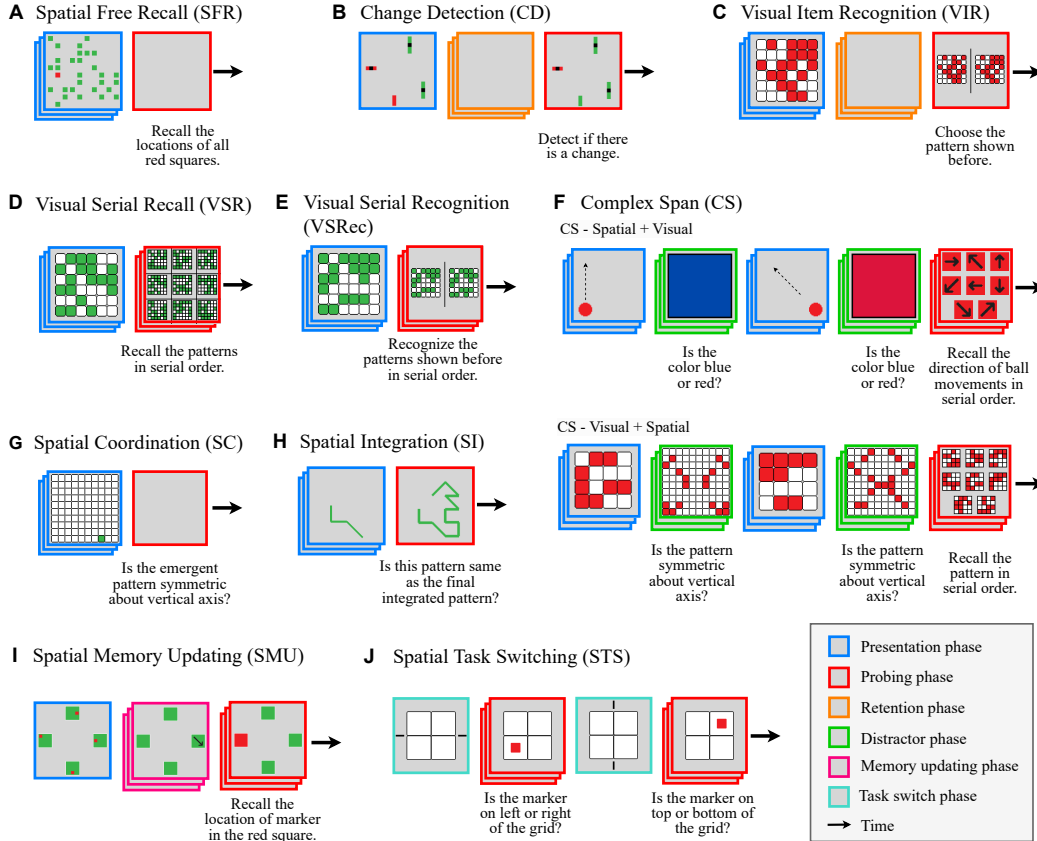 A Spatial Free Recall (SFR)
Recall the
locations of all
red squares.
B Change Detection (CD)
Detect if there
is a change.
C Visual Item Recognition (VIR)
Choose the
pattern shown
before.
D Visual Serial Recall (VSR)
Recall the patterns
in serial order.
E Visual Serial Recognition
(VSRec)
Recognize the
patterns shown before
in serial order.
F Complex Span (CS)
CS - Spatial + Visual
Is the
color blue
or red?
Is the
color blue
or red?
Recall the
direction of ball
movements in
serial order.
CS - Visual + Spatial
Is the pattern
symmetric
about vertical
axis?
Is the pattern
symmetric
about vertical
axis?
Recall the
pattern in
serial order.
G Spatial Coordination (SC)
Is the emergent
pattern symmetric
about vertical axis?
H Spatial Integration (SI)
Is this pattern same
as the final
integrated pattern?
I Spatial Memory Updating (SMU)
Recall the
location of marker
in the red square.
J Spatial Task Switching (STS)
Is the marker
on left or right
of the grid?
Is the marker on
top or bottom of
the grid?
Presentation phase
Probing phase
Retention phase
Distractor phase
Memory updating phase
Task switch phase
Time